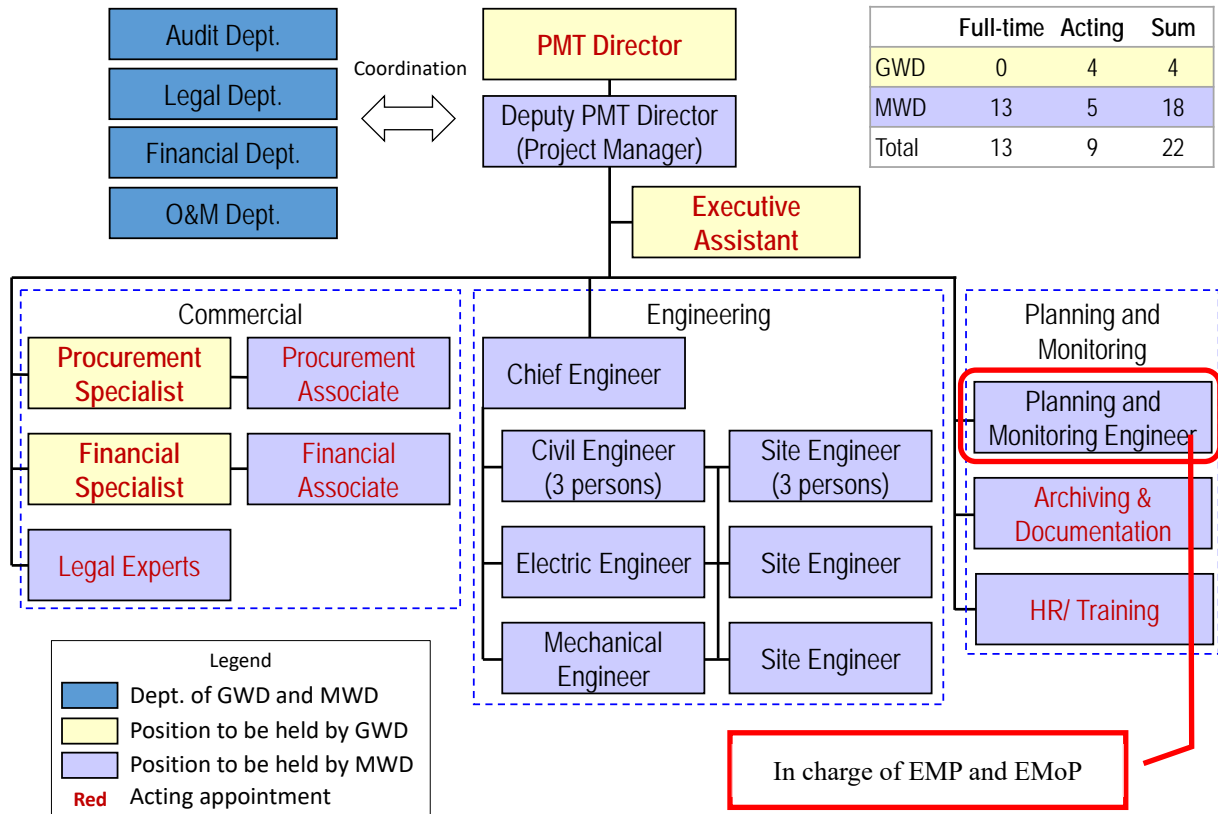 Audit Dept.
Legal Dept.
Financial Dept.
O&M Dept.
Coordination
PMT Director
Deputy PMT Director
(Project Manager)
Executive
Assistant
Full-time Acting Sum
GWD 0 4 4
MWD 13 5 18
Total 13 9 22
Commercial
Procurement
Specialist
Procurement
Associate
Financial
Specialist
Financial
Associate
Legal Experts
Engineering
Chief Engineer
Civil Engineer
(3 persons)
Site Engineer
(3 persons)
Electric Engineer
Site Engineer
Mechanical
Engineer
Site Engineer
Planning and
Monitoring
Planning and
Monitoring Engineer
Archiving &
Documentation
HR/ Training
Legend
Dept. of GWD and MWD
Position to be held by GWD
Position to be held by MWD
Red Acting appointment
In charge of EMP and EMoP